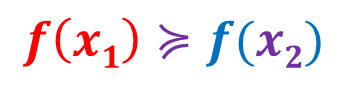 f(x₁) ≽ f(x₂)